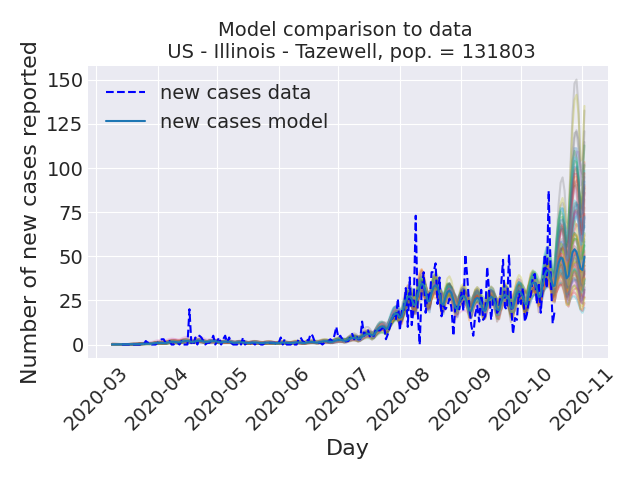 Model comparison to data
US - Illinois - Tazewell, pop. = 131803
Number of new cases reported
150
125
100
75
50
25
0
new cases data
new cases model
2020-03
2020-04
2020-05
2020-06
2020-07
2020-08
2020-09
2020-10
2020-11
Day